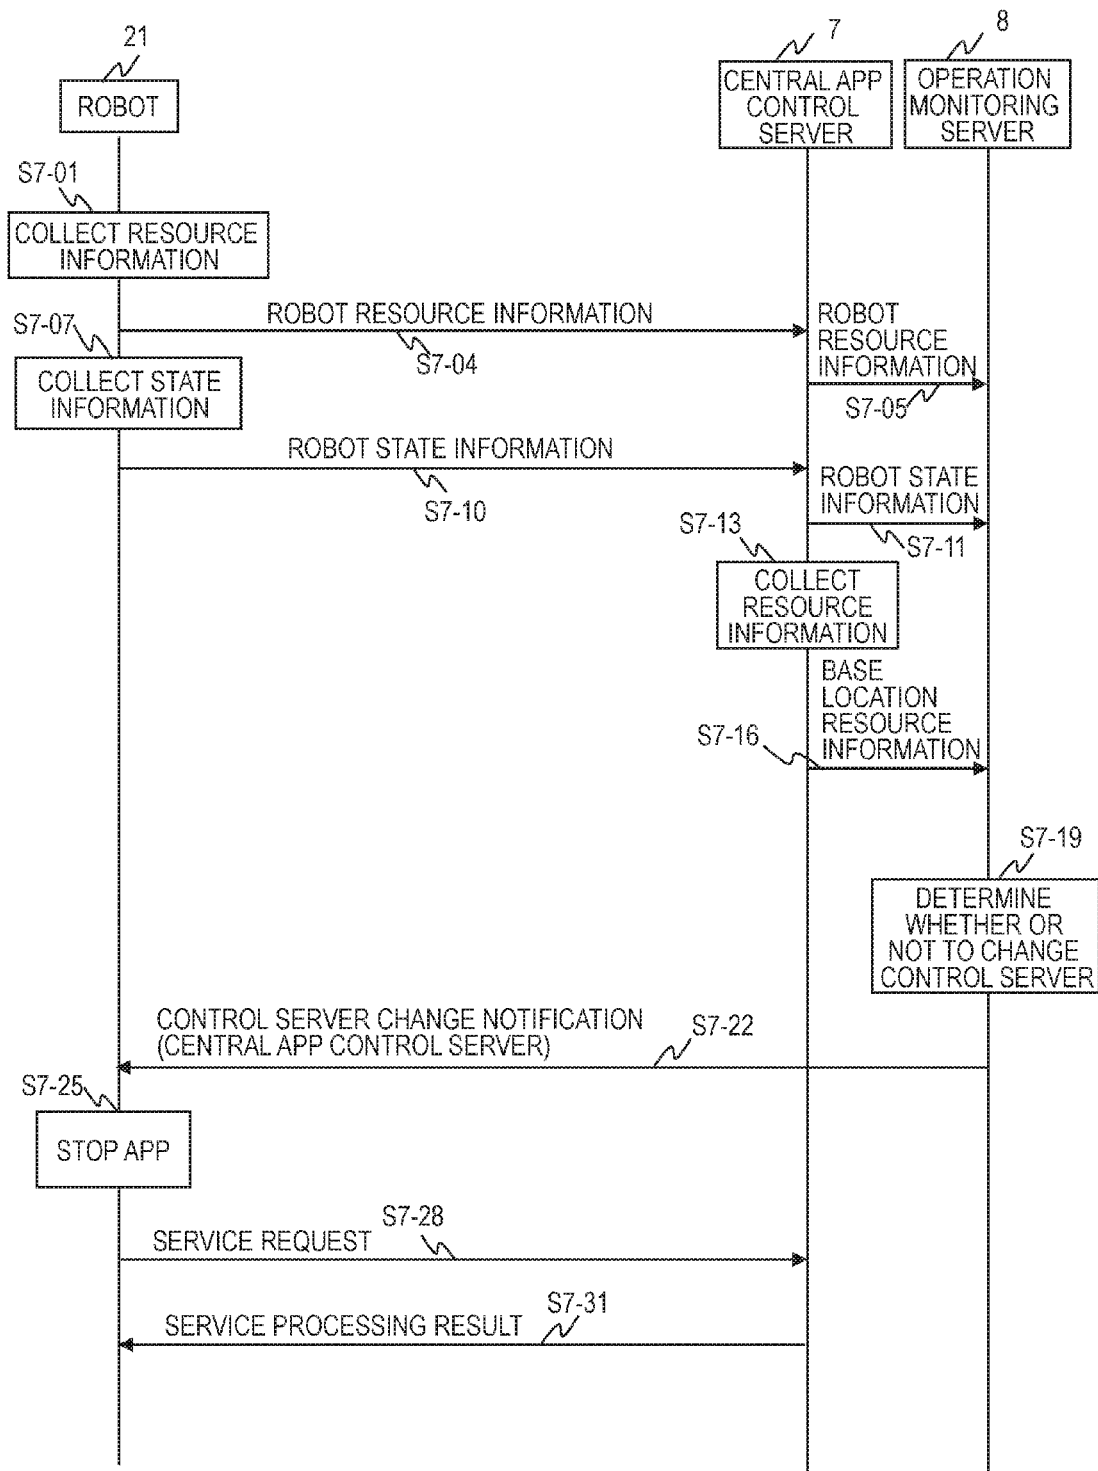 21
ROBOT
7
CENTRAL APP
CONTROL
SERVER
8
OPERATION
MONITORING
SERVER
S7-01
COLLECT RESOURCE
INFORMATION
ROBOT RESOURCE INFORMATION
S7-04
ROBOT
RESOURCE
INFORMATION
S7-05
S7-07
COLLECT STATE
INFORMATION
ROBOT STATE INFORMATION
S7-10
ROBOT STATE
INFORMATION
S7-11
S7-13
COLLECT
RESOURCE
INFORMATION
BASE
LOCATION
RESOURCE
INFORMATION
S7-16
S7-19
DETERMINE
WHETHER OR
NOT TO CHANGE
CONTROL SERVER
CONTROL SERVER CHANGE NOTIFICATION
(CENTRAL APP CONTROL SERVER)
S7-22
S7-25
STOP APP
S7-28
SERVICE REQUEST
S7-31
SERVICE PROCESSING RESULT